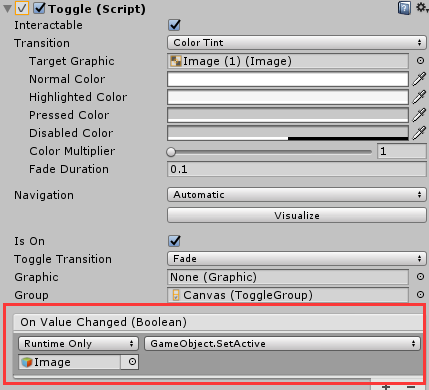 Toggle (Script)
Interactable
Transition Color Tint
Target Graphic Image (1) (Image)
Normal Color
Highlighted Color
Pressed Color
Disabled Color
Color Multiplier 1
Fade Duration 0.1
Navigation Automatic
Visualize
Is On
Toggle Transition Fade
Graphic None (Graphic)
Group Canvas (ToggleGroup)
On Value Changed (Boolean)
Runtime Only GameObject.SetActive
Image